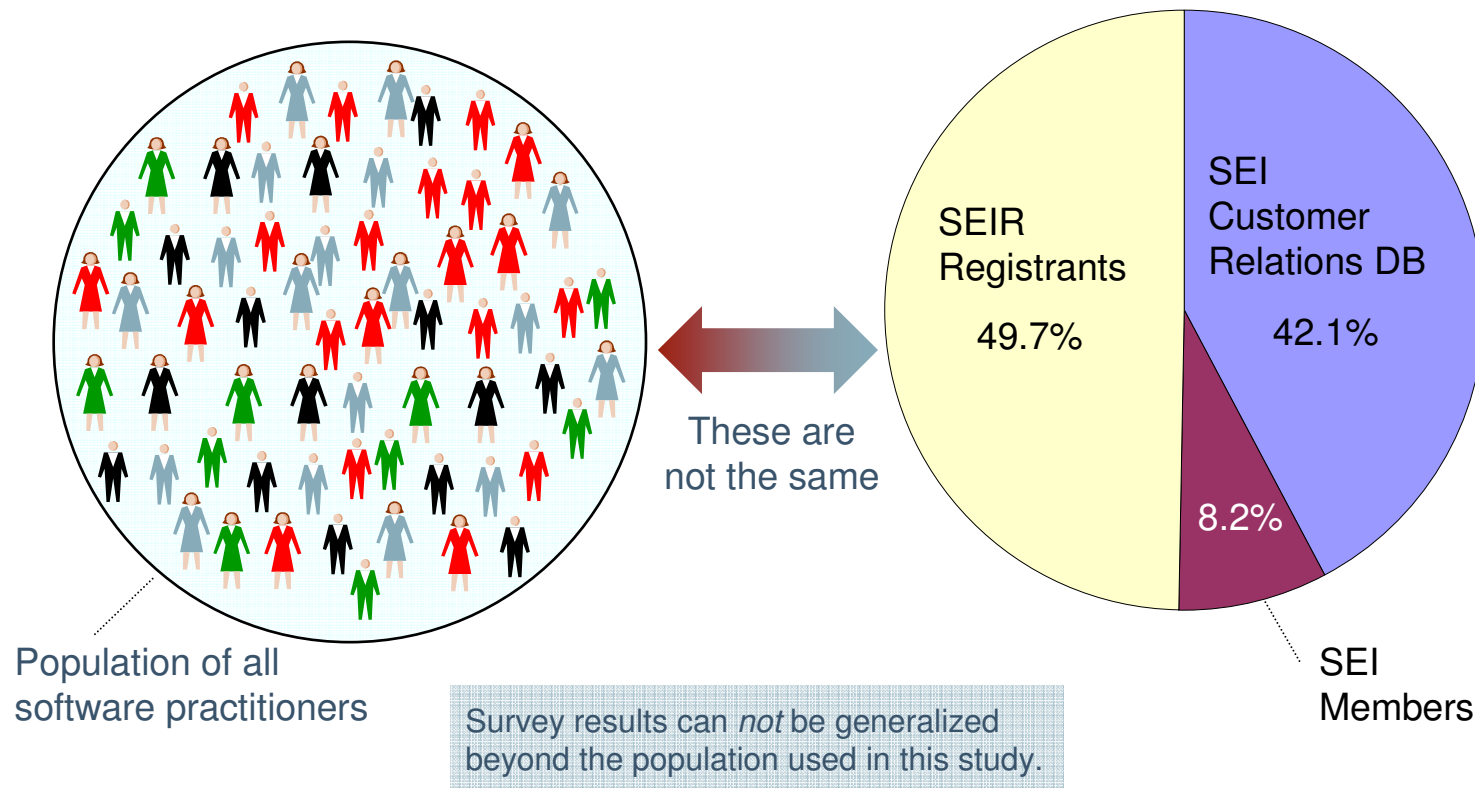 SEIR
Registrants
49.7%
SEI
Customer
Relations DB
42.1%
8.2%
These are
not the same
Population of all
software practitioners
SEI
Members
Survey results can not be generalized
beyond the population used in this study.